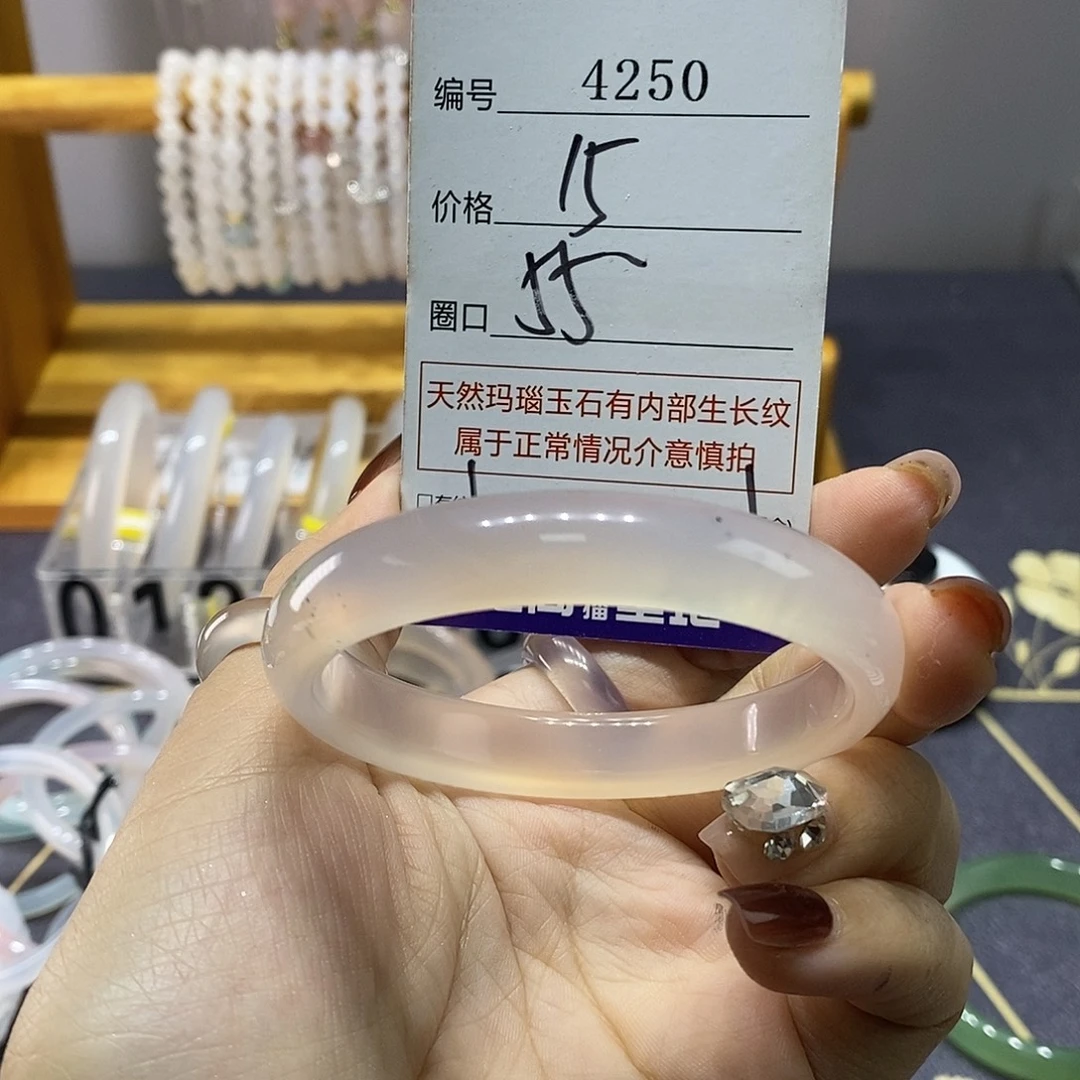 编号 4250
价格 15
圈口 55
天然玛瑙玉石有内部生长纹
属于正常情况介意慎拍
012